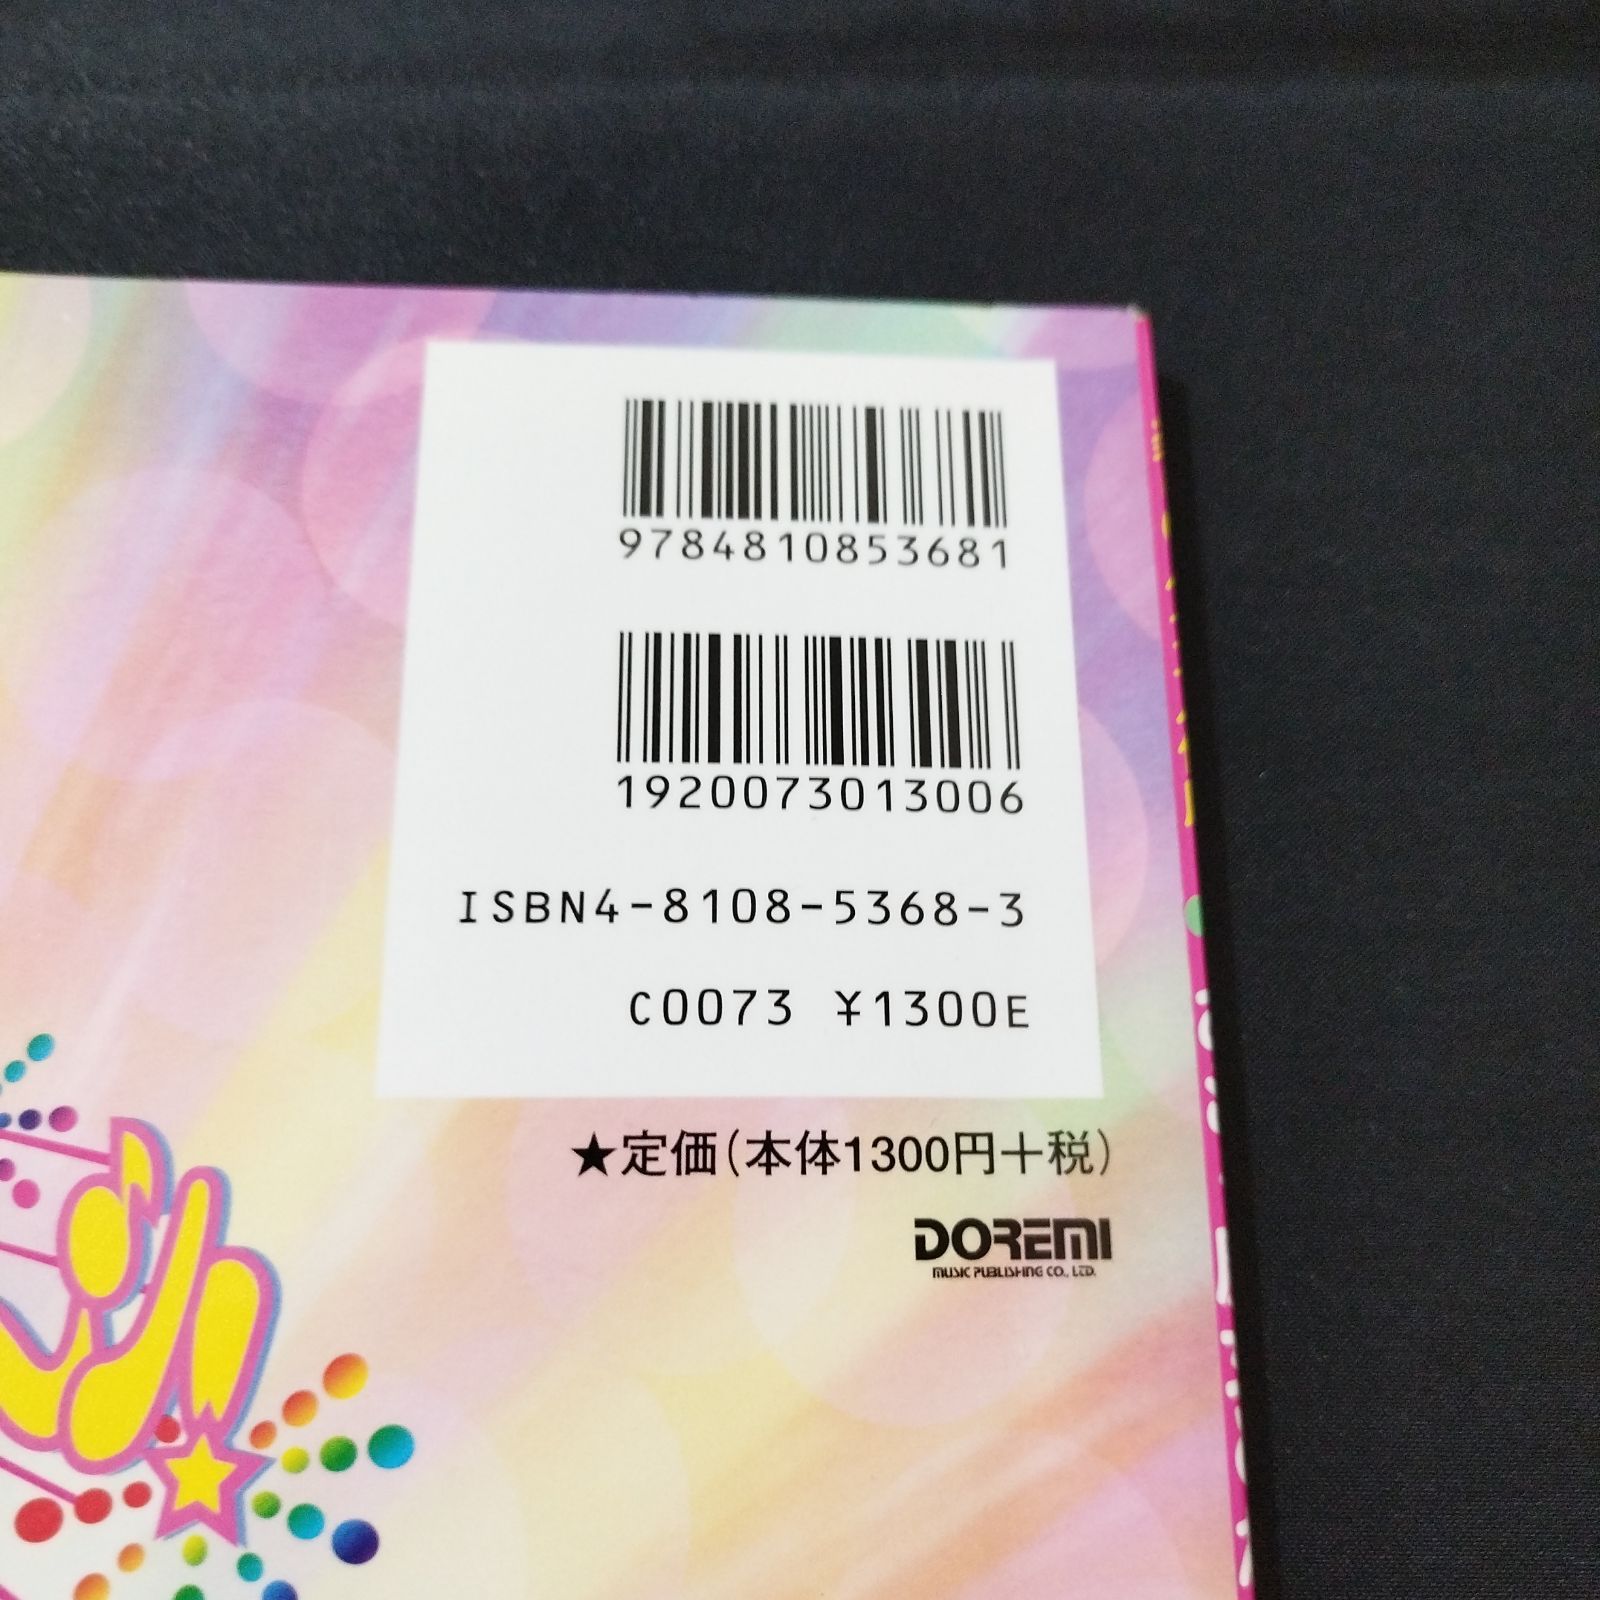 9784810853681
1920073013006
ISBN4-8108-5368-3
C0073 ¥1300E
★定価(本体1300円+税)
DOREMI
MUSIC PUBLISHING CO., LTD.